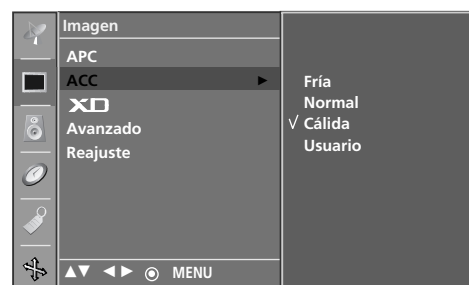 Imagen
APC
ACC ►
XD
Avanzado
Reajuste
Fría
Normal
√ Cálida
Usuario
▲▼ ◄► ◉ MENU